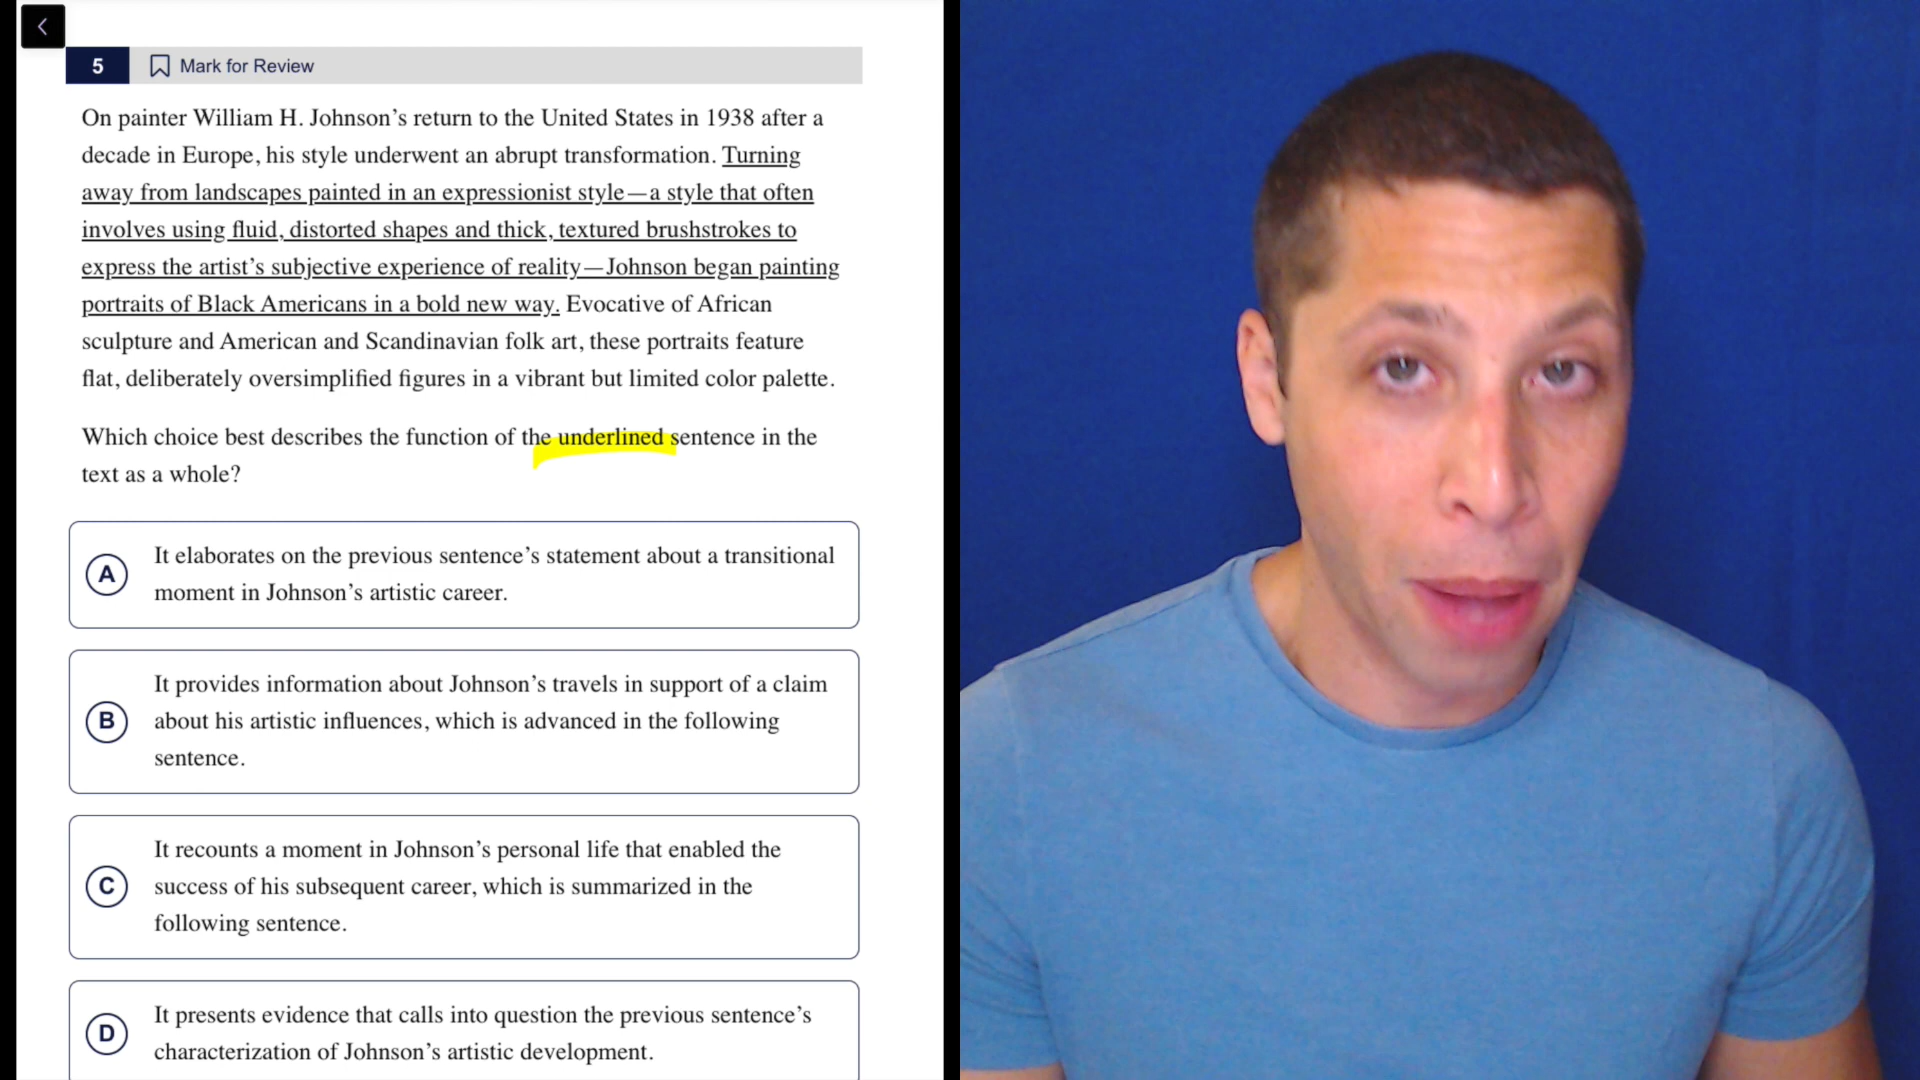 5
Mark for Review
On painter William H. Johnson’s return to the United States in 1938 after a
decade in Europe, his style underwent an abrupt transformation. Turning
away from landscapes painted in an expressionist style—a style that often
involves using fluid, distorted shapes and thick, textured brushstrokes to
express the artist’s subjective experience of reality—Johnson began painting
portraits of Black Americans in a bold new way. Evocative of African
sculpture and American and Scandinavian folk art, these portraits feature
flat, deliberately oversimplified figures in a vibrant but limited color palette.
Which choice best describes the function of the underlined sentence in the
text as a whole?
A
It elaborates on the previous sentence’s statement about a transitional
moment in Johnson’s artistic career.
B
It provides information about Johnson’s travels in support of a claim
about his artistic influences, which is advanced in the following
sentence.
C
It recounts a moment in Johnson’s personal life that enabled the
success of his subsequent career, which is summarized in the
following sentence.
D
It presents evidence that calls into question the previous sentence’s
characterization of Johnson’s artistic development.